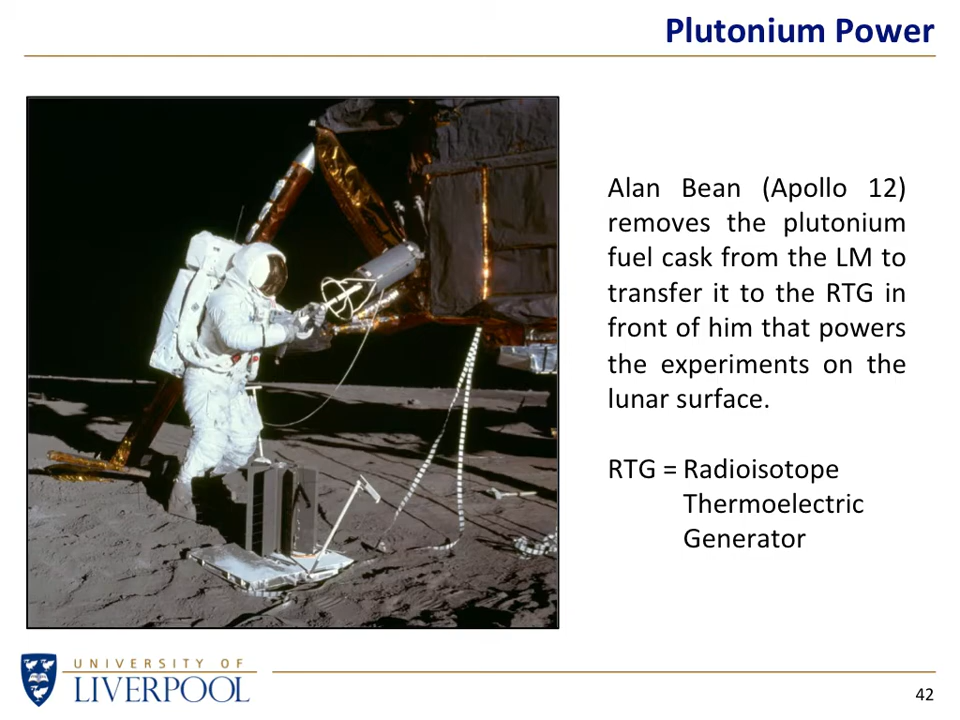 Plutonium Power
Alan Bean (Apollo 12)
removes the plutonium
fuel cask from the LM to
transfer it to the RTG in
front of him that powers
the experiments on the
lunar surface.
RTG = Radioisotope
Thermoelectric
Generator
UNIVERSITY OF
LIVERPOOL
42